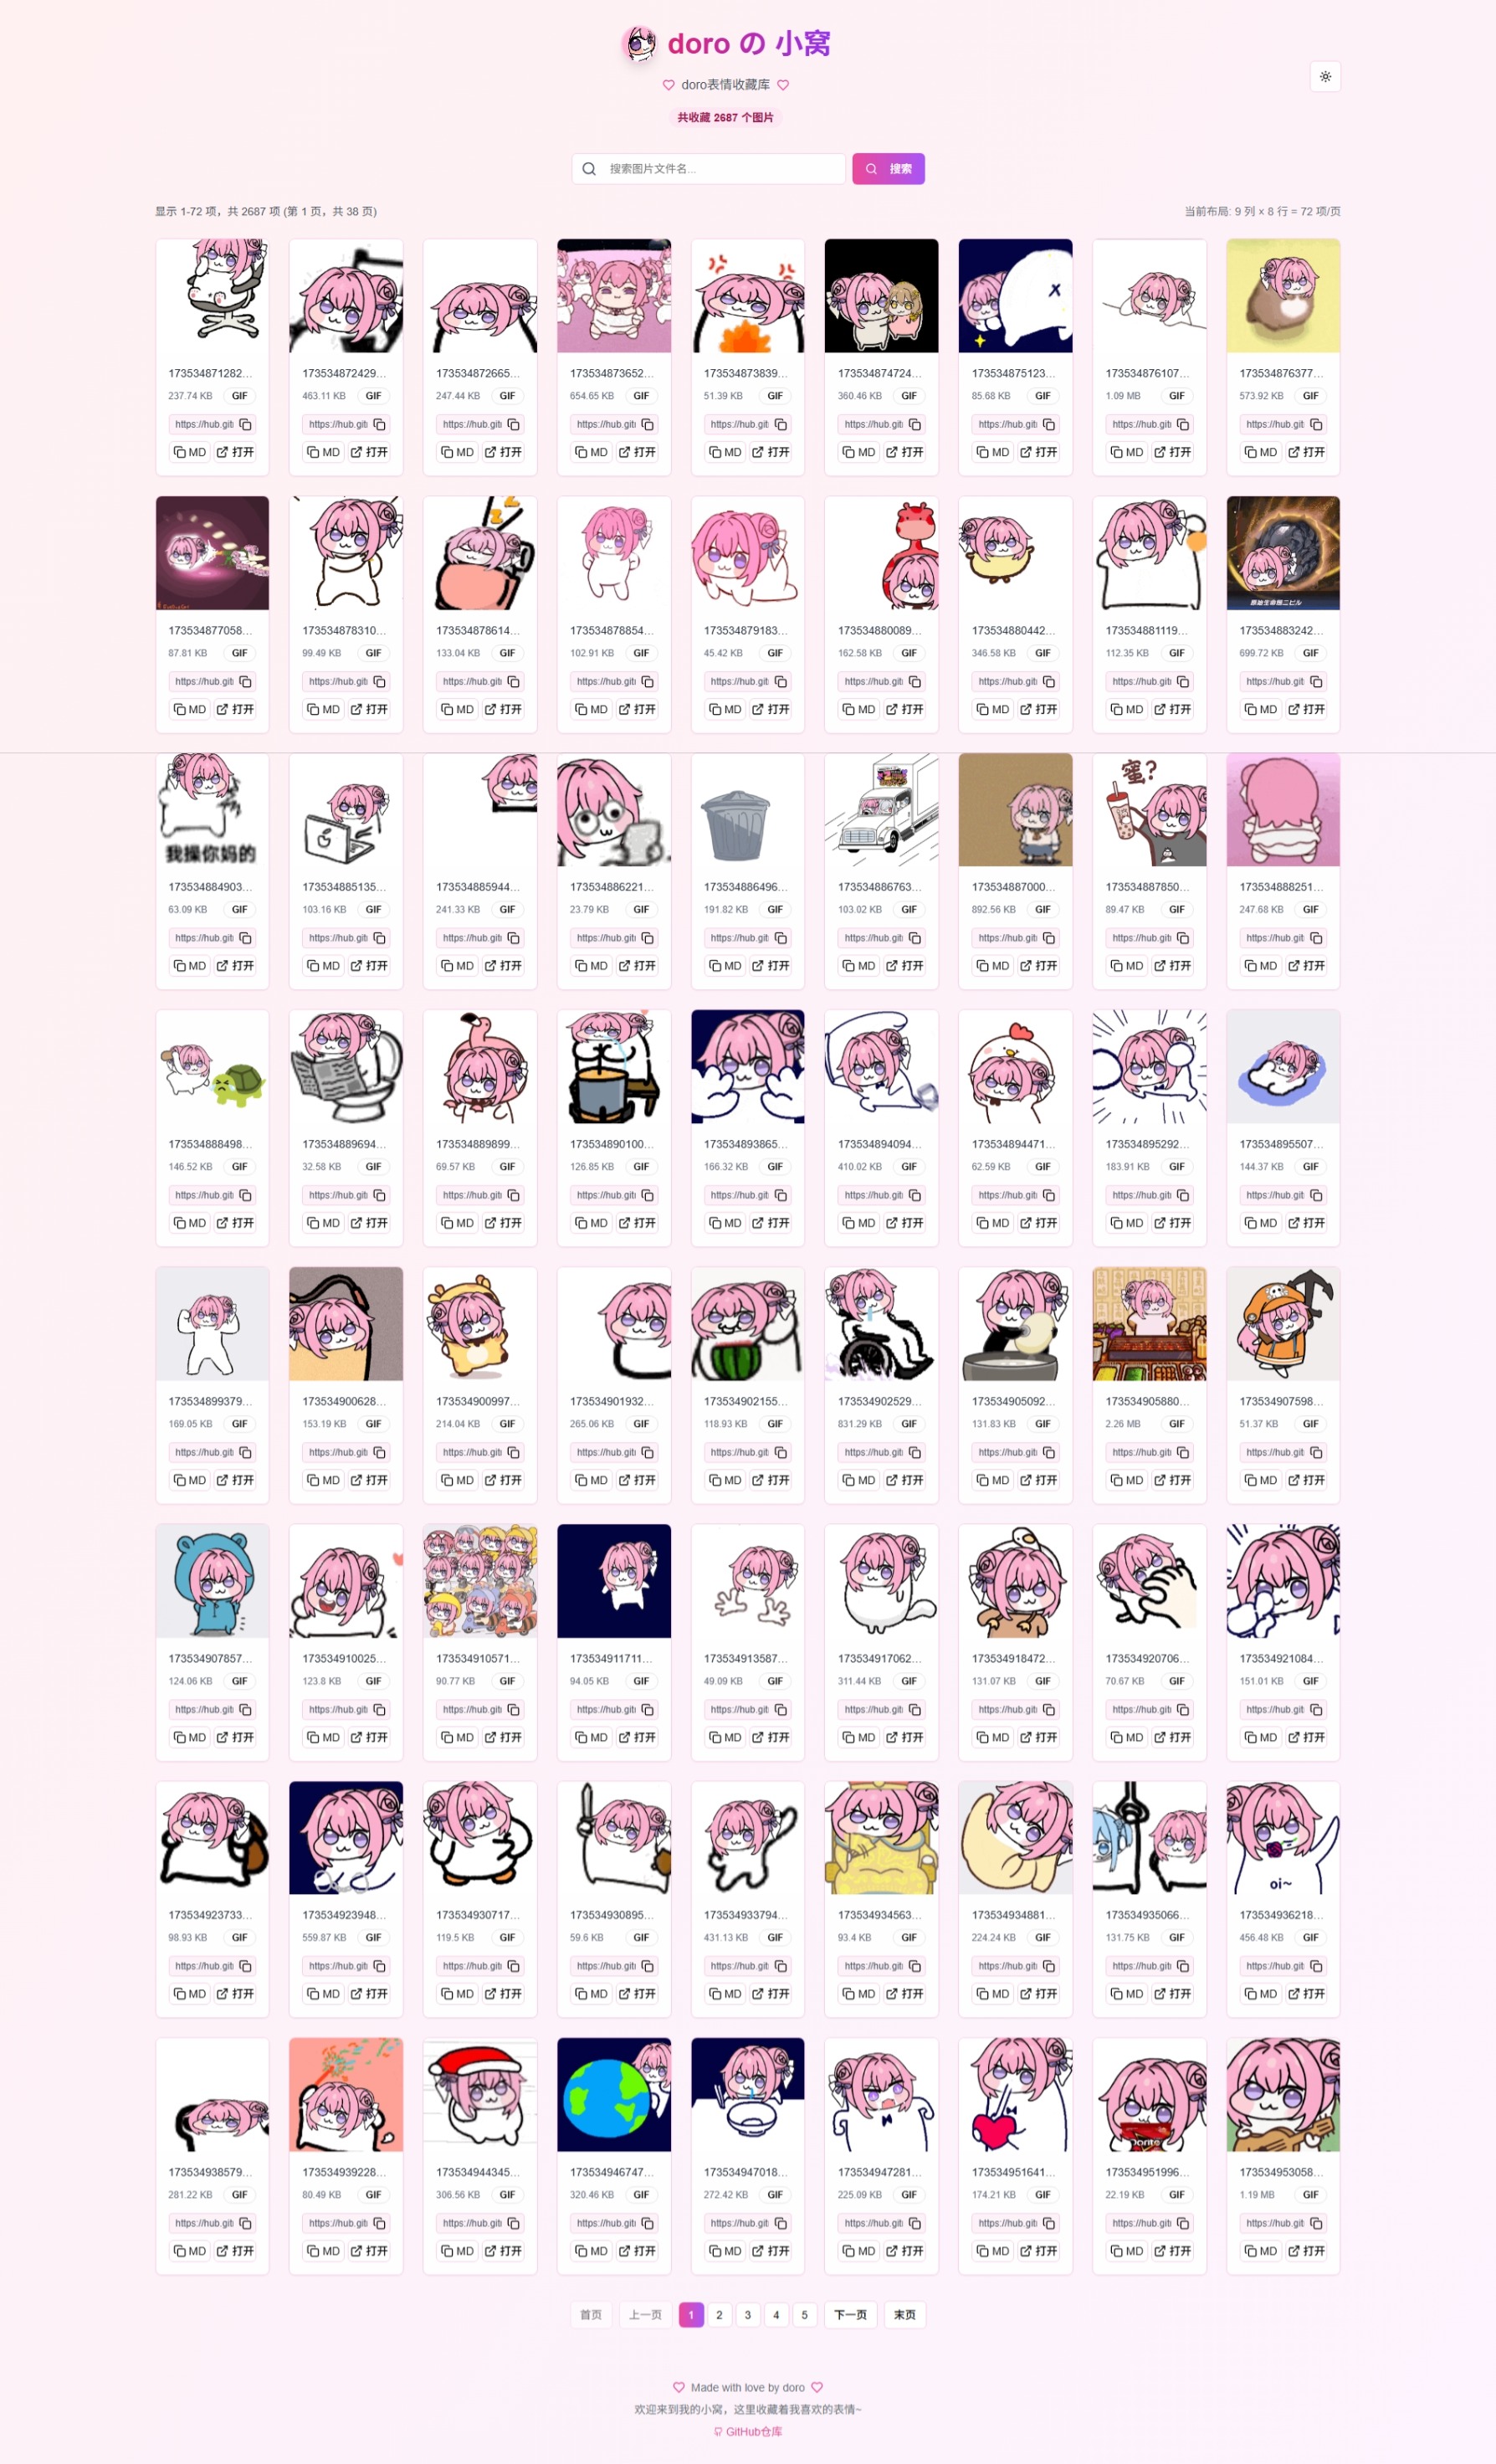 doro の 小窝
doro表情收藏库
共收藏 2687 个图片
搜索图片文件名...
搜索
显示 1-72 项，共 2687 项 (第 1 页，共 38 页)
当前布局: 9 列 × 8 行 = 72 项/页
173534871282... 173534872429... 173534872665... 173534873652... 173534873839... 173534874724... 173534875123... 173534876107... 173534876377...
237.74 KB GIF 463.11 KB GIF 247.44 KB GIF 654.65 KB GIF 51.39 KB GIF 360.46 KB GIF 85.68 KB GIF 1.09 MB GIF 573.92 KB GIF
https://hub.git https://hub.git https://hub.git https://hub.git https://hub.git https://hub.git https://hub.git https://hub.git https://hub.git
MD 打开 MD 打开 MD 打开 MD 打开 MD 打开 MD 打开 MD 打开 MD 打开 MD 打开
173534877058... 173534878310... 173534878614... 173534878854... 173534879183... 173534880089... 173534880442... 173534881119... 173534883242...
87.81 KB GIF 99.49 KB GIF 133.04 KB GIF 102.91 KB GIF 45.42 KB GIF 162.58 KB GIF 346.58 KB GIF 112.35 KB GIF 699.72 KB GIF
https://hub.git https://hub.git https://hub.git https://hub.git https://hub.git https://hub.git https://hub.git https://hub.git https://hub.git
MD 打开 MD 打开 MD 打开 MD 打开 MD 打开 MD 打开 MD 打开 MD 打开 MD 打开
蜜?
我操你妈的
173534884903... 173534885135... 173534885944... 173534886221... 173534886496... 173534886763... 173534887000... 173534887850... 173534888251...
63.09 KB GIF 103.16 KB GIF 241.33 KB GIF 23.79 KB GIF 191.82 KB GIF 103.02 KB GIF 892.56 KB GIF 89.47 KB GIF 247.68 KB GIF
https://hub.git https://hub.git https://hub.git https://hub.git https://hub.git https://hub.git https://hub.git https://hub.git https://hub.git
MD 打开 MD 打开 MD 打开 MD 打开 MD 打开 MD 打开 MD 打开 MD 打开 MD 打开
173534888498... 173534889694... 173534889899... 173534890100... 173534893865... 173534894094... 173534894471... 173534895292... 173534895507...
146.52 KB GIF 32.58 KB GIF 69.57 KB GIF 126.85 KB GIF 166.32 KB GIF 410.02 KB GIF 62.59 KB GIF 183.91 KB GIF 144.37 KB GIF
https://hub.git https://hub.git https://hub.git https://hub.git https://hub.git https://hub.git https://hub.git https://hub.git https://hub.git
MD 打开 MD 打开 MD 打开 MD 打开 MD 打开 MD 打开 MD 打开 MD 打开 MD 打开
173534899379... 173534900628... 173534900997... 173534901932... 173534902155... 173534902529... 173534905092... 173534905880... 173534907598...
169.05 KB GIF 153.19 KB GIF 214.04 KB GIF 265.06 KB GIF 118.93 KB GIF 831.29 KB GIF 131.83 KB GIF 2.26 MB GIF 51.37 KB GIF
https://hub.git https://hub.git https://hub.git https://hub.git https://hub.git https://hub.git https://hub.git https://hub.git https://hub.git
MD 打开 MD 打开 MD 打开 MD 打开 MD 打开 MD 打开 MD 打开 MD 打开 MD 打开
173534907857... 173534910025... 173534910571... 173534911711... 173534913587... 173534917062... 173534918472... 173534920706... 173534921084...
124.06 KB GIF 123.8 KB GIF 90.77 KB GIF 94.05 KB GIF 49.09 KB GIF 311.44 KB GIF 131.07 KB GIF 70.67 KB GIF 151.01 KB GIF
https://hub.git https://hub.git https://hub.git https://hub.git https://hub.git https://hub.git https://hub.git https://hub.git https://hub.git
MD 打开 MD 打开 MD 打开 MD 打开 MD 打开 MD 打开 MD 打开 MD 打开 MD 打开
oi~
173534923733... 173534923948... 173534930717... 173534930895... 173534933794... 173534934563... 173534934881... 173534935066... 173534936218...
98.93 KB GIF 559.87 KB GIF 119.5 KB GIF 59.6 KB GIF 431.13 KB GIF 93.4 KB GIF 224.24 KB GIF 131.75 KB GIF 456.48 KB GIF
https://hub.git https://hub.git https://hub.git https://hub.git https://hub.git https://hub.git https://hub.git https://hub.git https://hub.git
MD 打开 MD 打开 MD 打开 MD 打开 MD 打开 MD 打开 MD 打开 MD 打开 MD 打开
173534938579... 173534939228... 173534944345... 173534946747... 173534947018... 173534947281... 173534951641... 173534951996... 173534953058...
281.22 KB GIF 80.49 KB GIF 306.56 KB GIF 320.46 KB GIF 272.42 KB GIF 225.09 KB GIF 174.21 KB GIF 22.19 KB GIF 1.19 MB GIF
https://hub.git https://hub.git https://hub.git https://hub.git https://hub.git https://hub.git https://hub.git https://hub.git https://hub.git
MD 打开 MD 打开 MD 打开 MD 打开 MD 打开 MD 打开 MD 打开 MD 打开 MD 打开
首页 上一页 1 2 3 4 5 下一页 末页
Made with love by doro
欢迎来到我的小窝，这里收藏着我喜欢的表情~
GitHub仓库